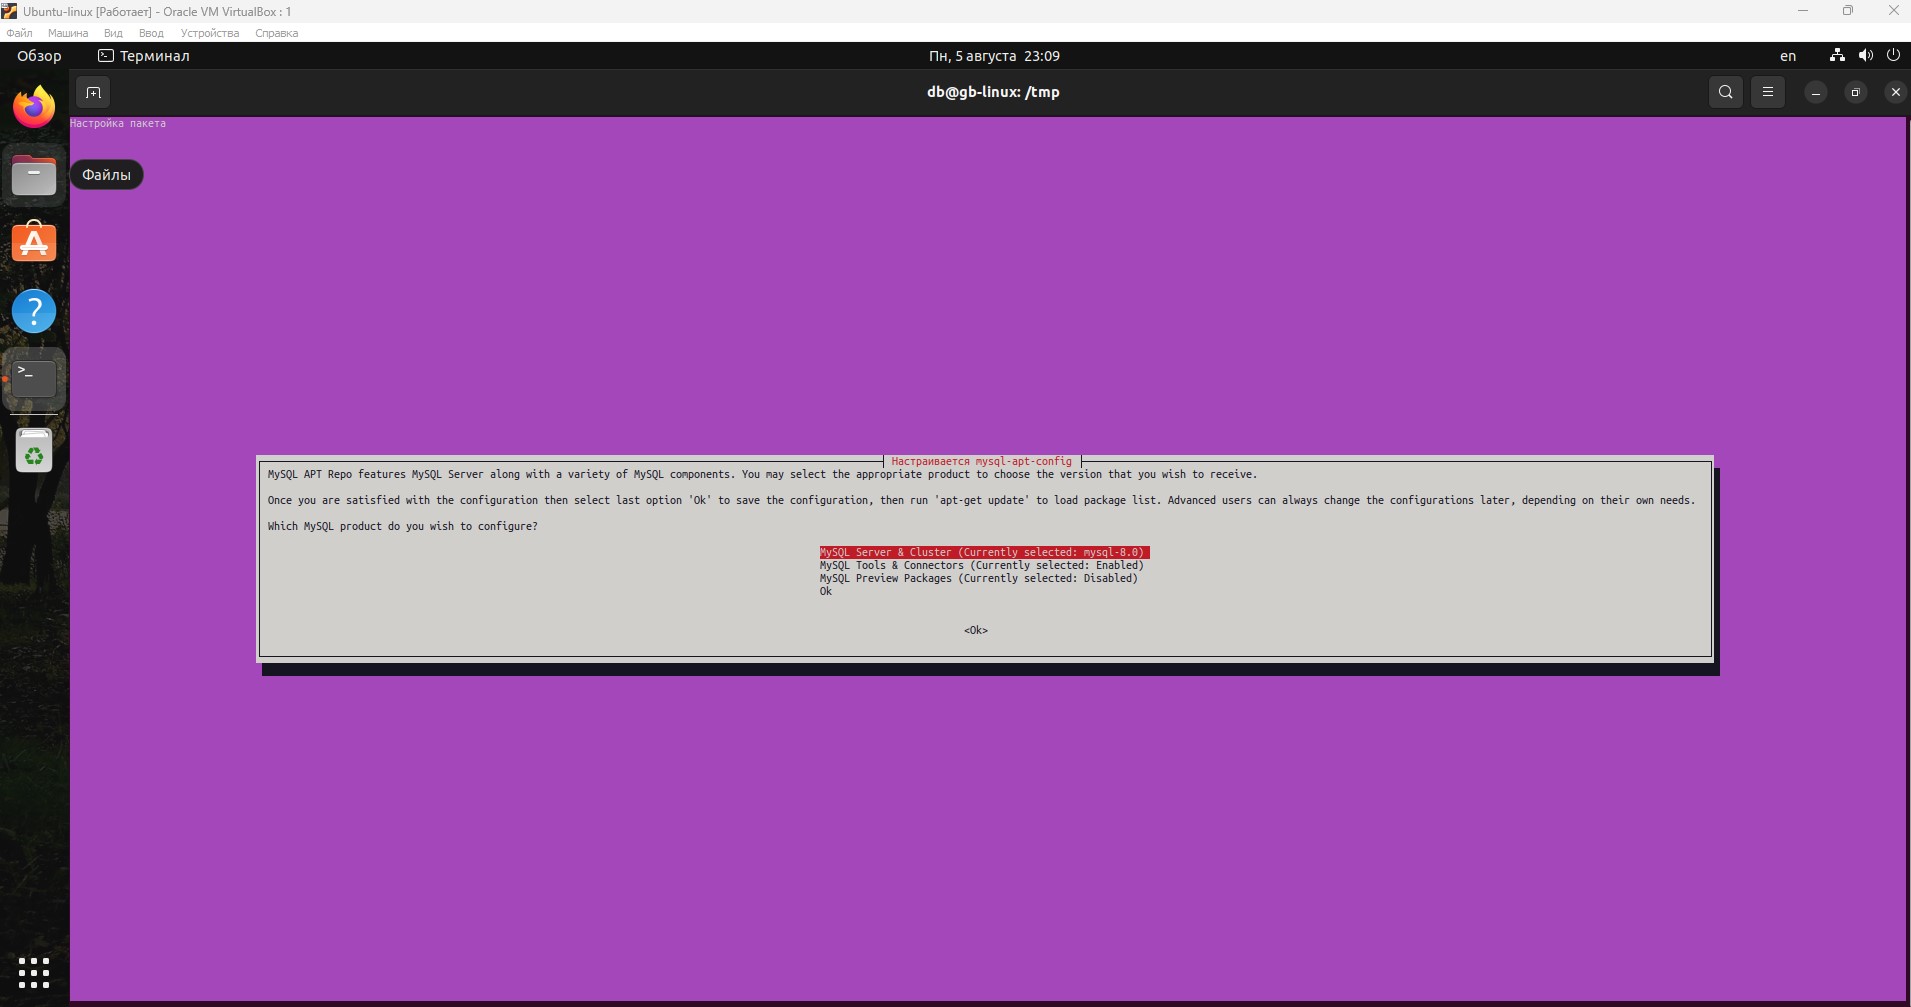 Ubuntu-linux [Работает] - Oracle VM VirtualBox : 1
Файл Машина Вид Ввод Устройства Справка
Обзор Терминал Пн, 5 августа 23:09 en
db@gb-linux: /tmp
Настройка пакета
Файлы
Настраивается mysql-apt-config
MySQL APT Repo features MySQL Server along with a variety of MySQL components. You may select the appropriate product to choose the version that you wish to receive.
Once you are satisfied with the configuration then select last option 'Ok' to save the configuration, then run 'apt-get update' to load package list. Advanced users can always change the configurations later, depending on their own needs.
Which MySQL product do you wish to configure?
MySQL Server & Cluster (Currently selected: mysql-8.0)
MySQL Tools & Connectors (Currently selected: Enabled)
MySQL Preview Packages (Currently selected: Disabled)
Ok
<Ok>